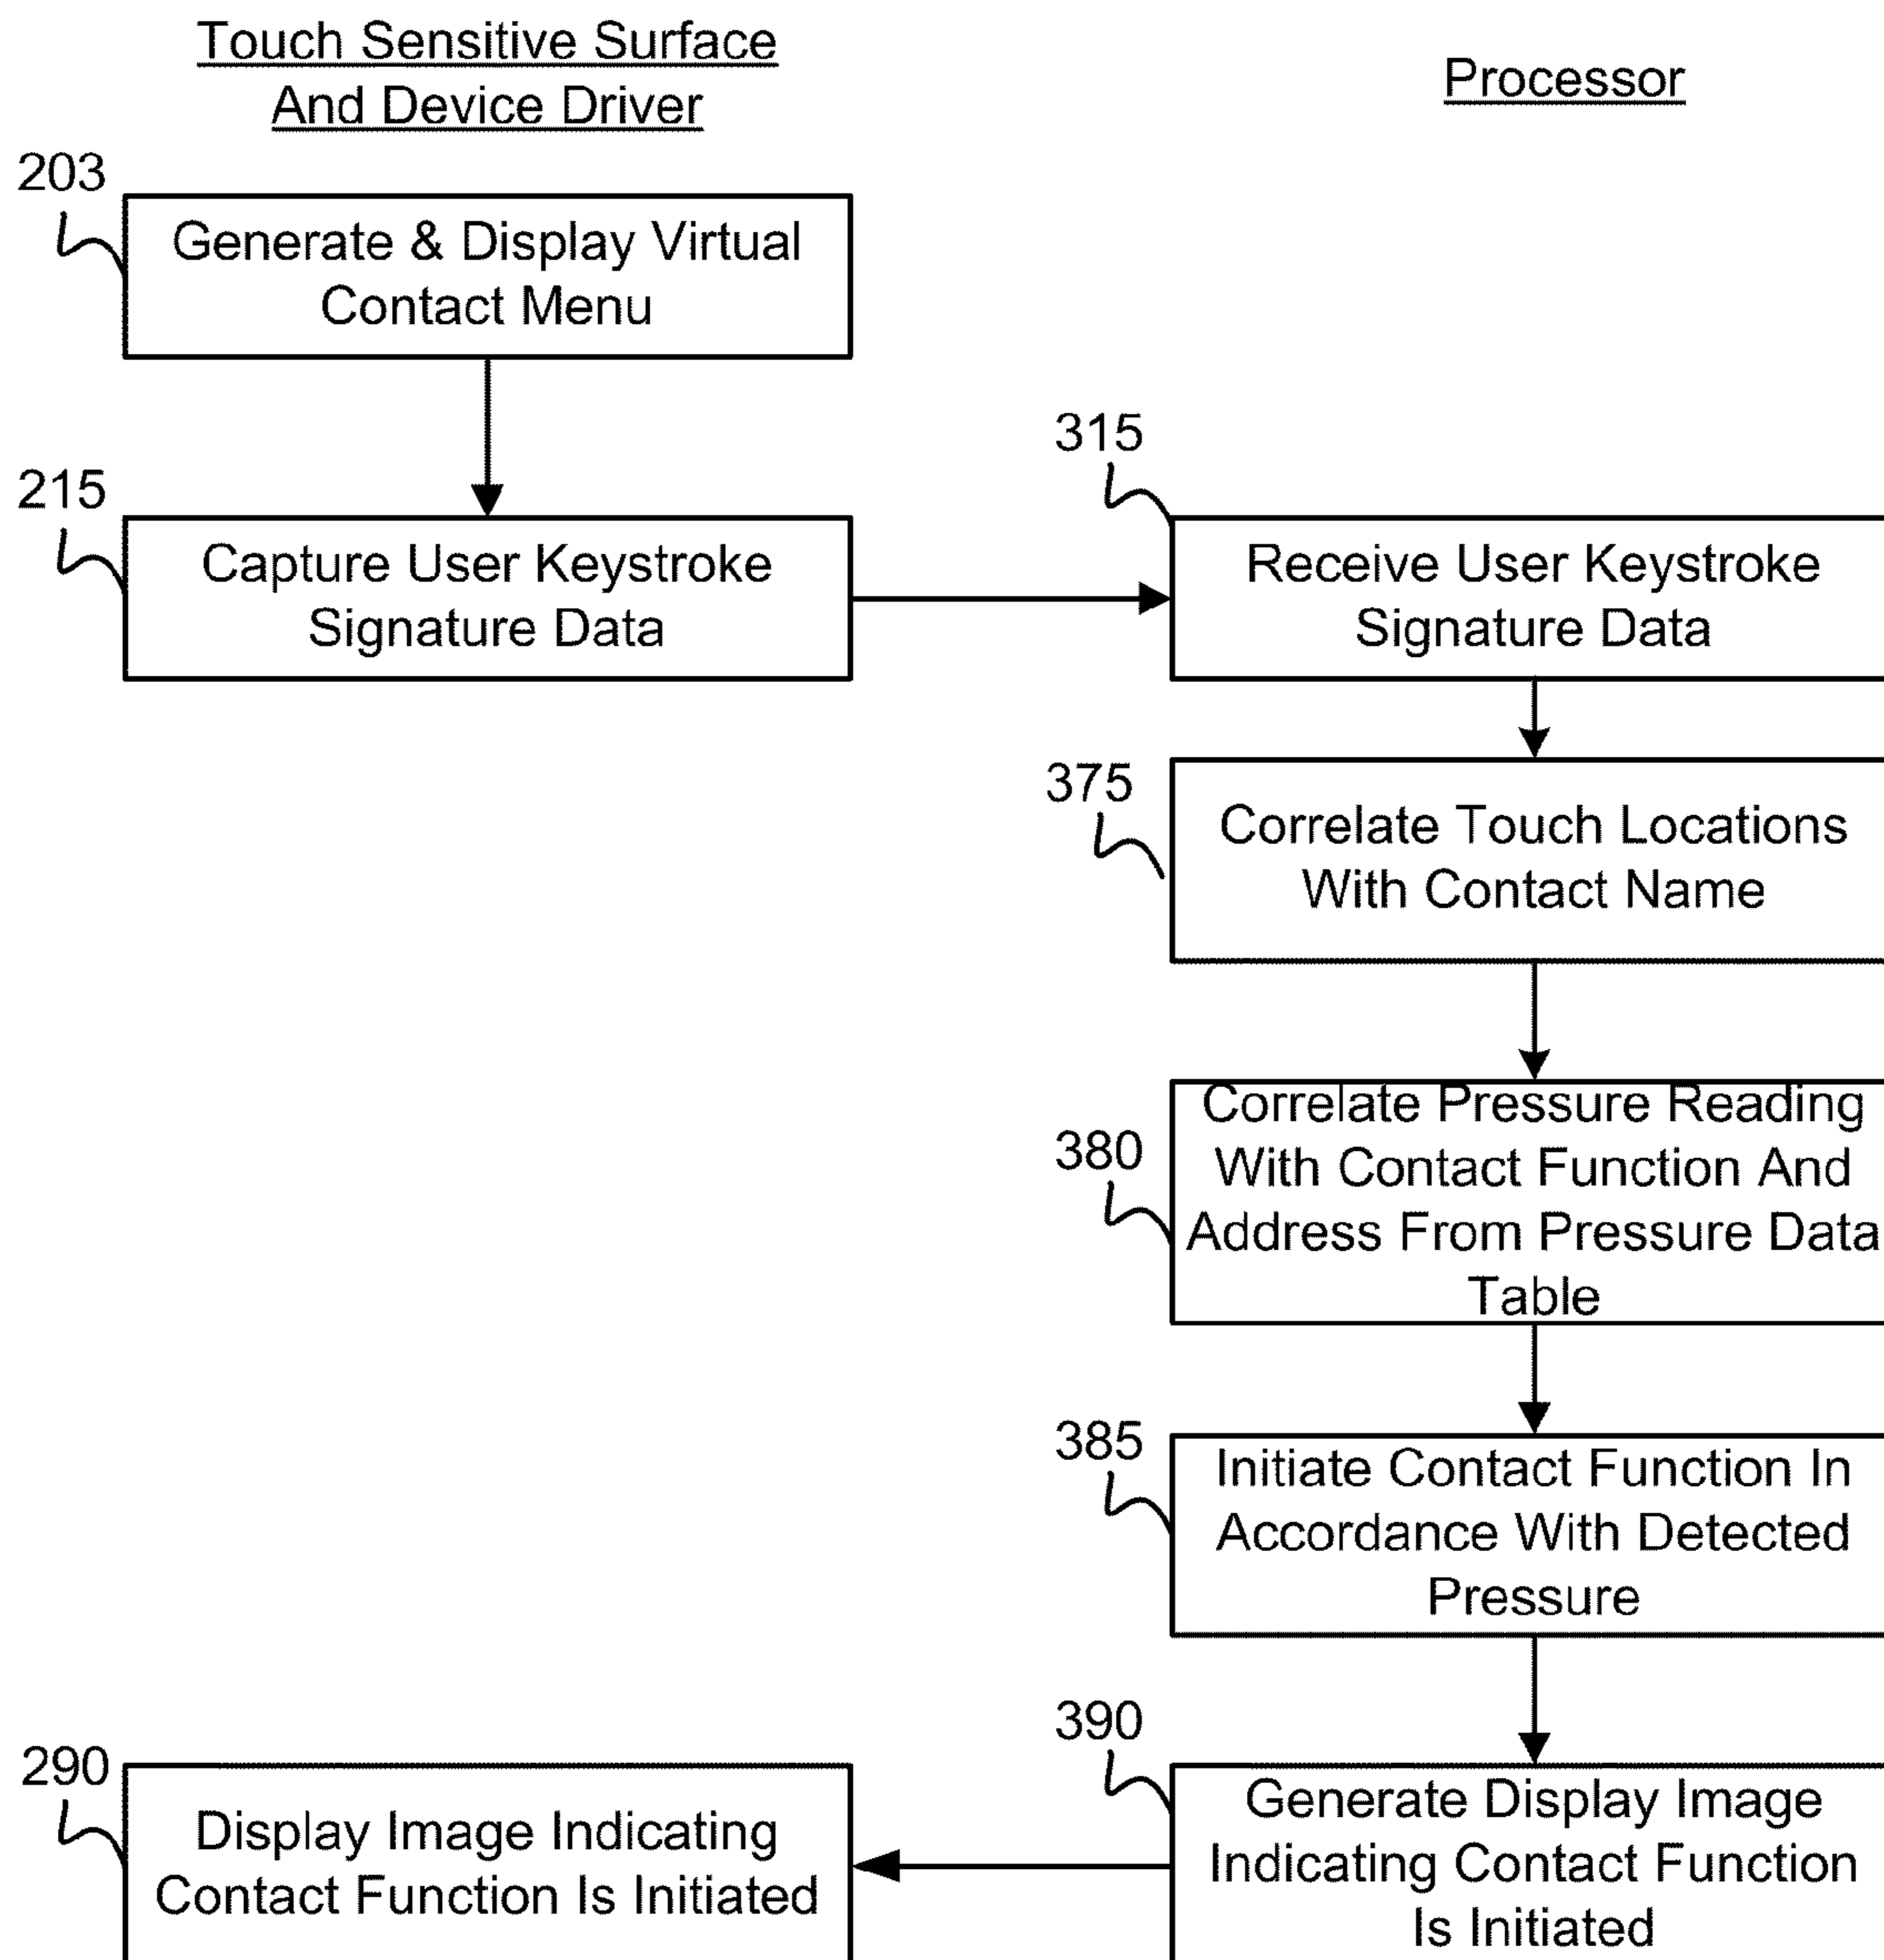 Touch Sensitive Surface
And Device Driver
Processor
203
Generate & Display Virtual
Contact Menu
215
Capture User Keystroke
Signature Data
315
Receive User Keystroke
Signature Data
375
Correlate Touch Locations
With Contact Name
380
Correlate Pressure Reading
With Contact Function And
Address From Pressure Data
Table
385
Initiate Contact Function In
Accordance With Detected
Pressure
390
Generate Display Image
Indicating Contact Function
Is Initiated
290
Display Image Indicating
Contact Function Is Initiated